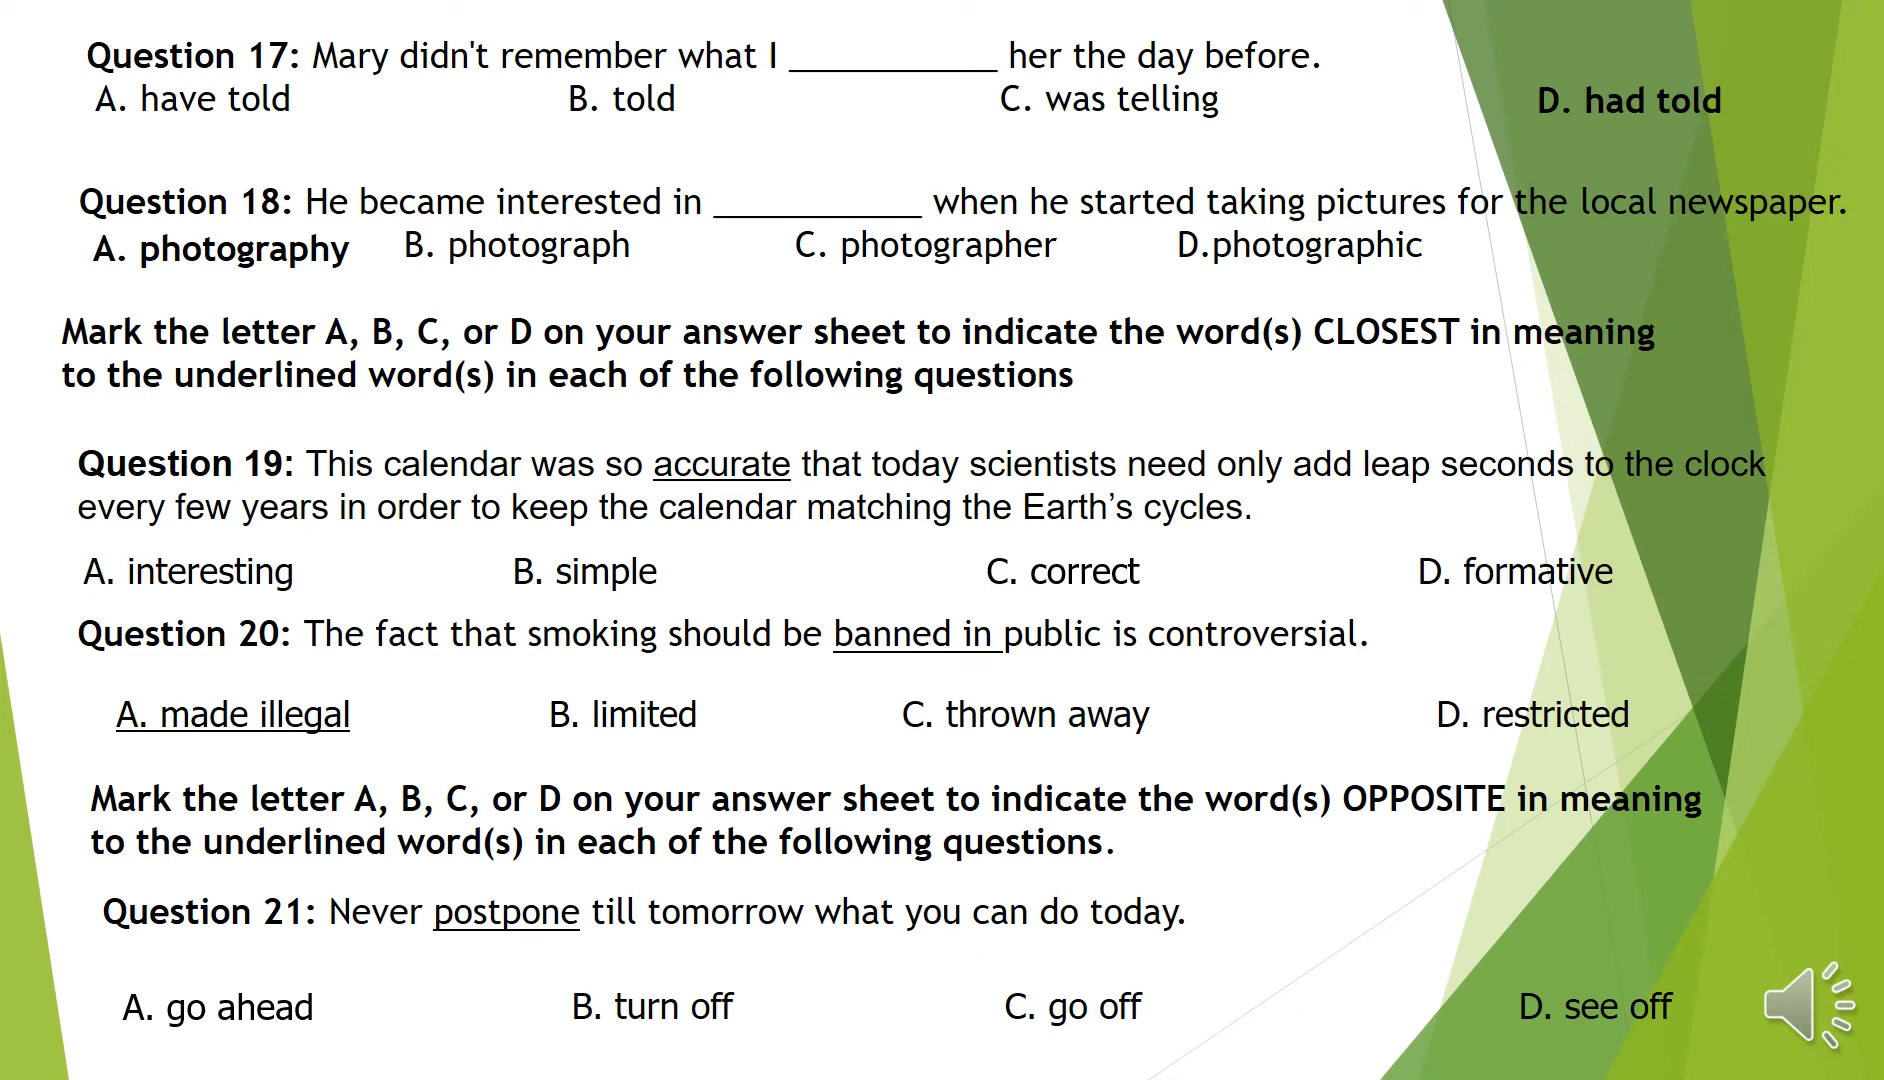 Question 17: Mary didn't remember what I ___________ her the day before.
A. have told B. told C. was telling D. had told
Question 18: He became interested in ___________ when he started taking pictures for the local newspaper.
A. photography B. photograph C. photographer D.photographic
Mark the letter A, B, C, or D on your answer sheet to indicate the word(s) CLOSEST in meaning
to the underlined word(s) in each of the following questions
Question 19: This calendar was so accurate that today scientists need only add leap seconds to the clock
every few years in order to keep the calendar matching the Earth’s cycles.
A. interesting B. simple C. correct D. formative
Question 20: The fact that smoking should be banned in public is controversial.
A. made illegal B. limited C. thrown away D. restricted
Mark the letter A, B, C, or D on your answer sheet to indicate the word(s) OPPOSITE in meaning
to the underlined word(s) in each of the following questions.
Question 21: Never postpone till tomorrow what you can do today.
A. go ahead B. turn off C. go off D. see off